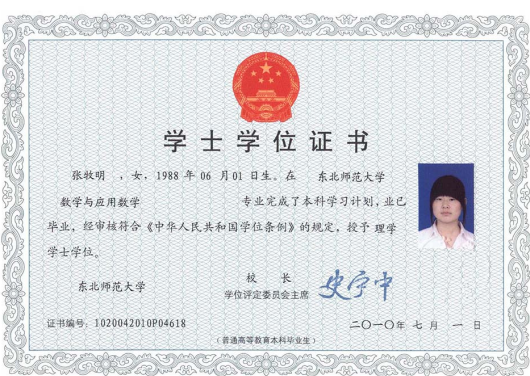 学士学位证书
张牧明 ，女，1988 年 06 月 01 日生。在 东北师范大学
数学与应用数学 专业完成了本科学习计划，业已
毕业，经审核符合《中华人民共和国学位条例》的规定，授予 理学
学士学位。
东北师范大学
校 长
学位评定委员会主席 史宁中
证书编号：1020042010P04618 二〇一〇年 七 月 一 日
（普通高等教育本科毕业生）